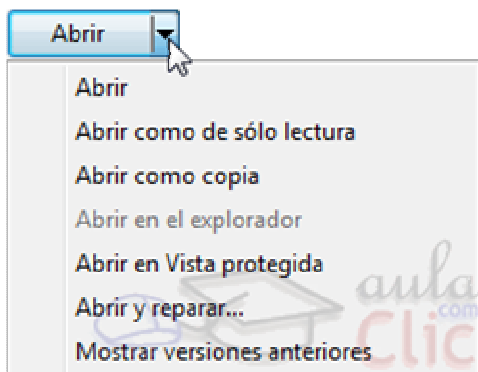 Abrir
Abrir
Abrir como de sólo lectura
Abrir como copia
Abrir en el explorador
Abrir en Vista protegida
Abrir y reparar...
Mostrar versiones anteriores
aula
Clic
com